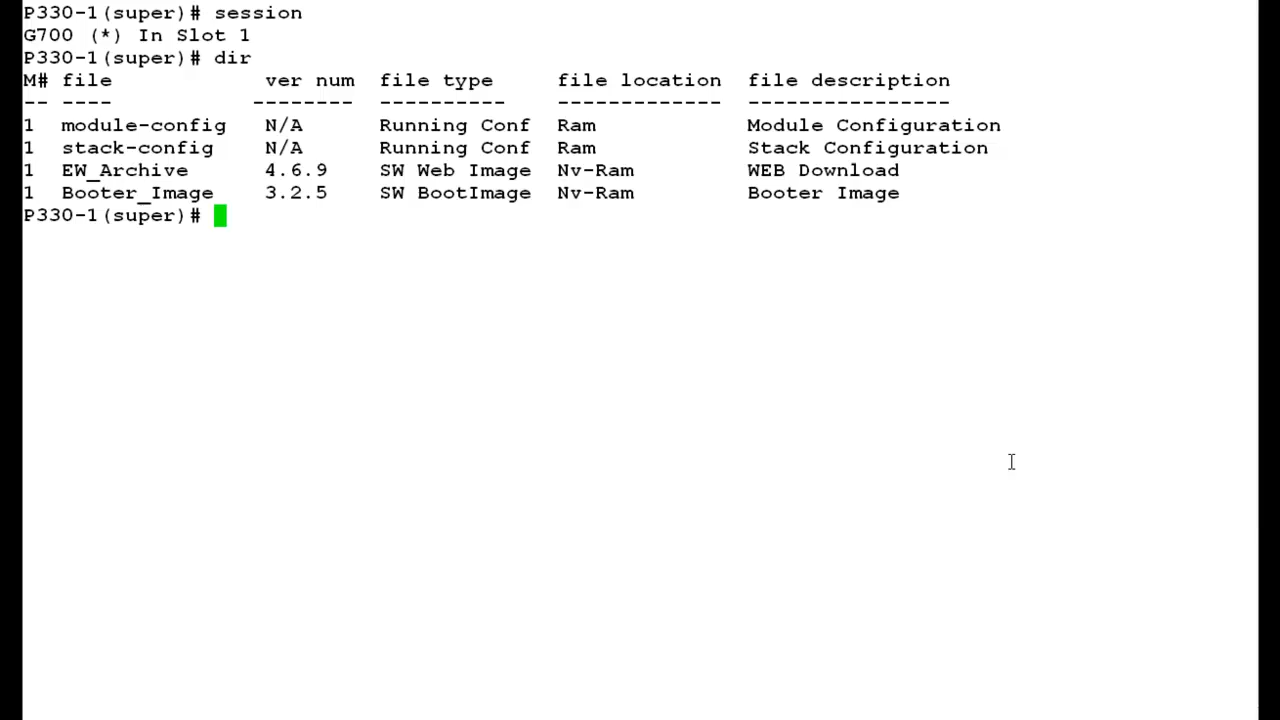 P330-1(super)# session
G700 (*) In Slot 1
P330-1(super)# dir
M# file            ver num  file type     file location  file description
-- ----           --------  ----------    -------------  ----------------
1  module-config   N/A      Running Conf  Ram            Module Configuration
1  stack-config    N/A      Running Conf  Ram            Stack Configuration
1  EW_Archive      4.6.9    SW Web Image  Nv-Ram         WEB Download
1  Booter_Image    3.2.5    SW BootImage  Nv-Ram         Booter Image
P330-1(super)#